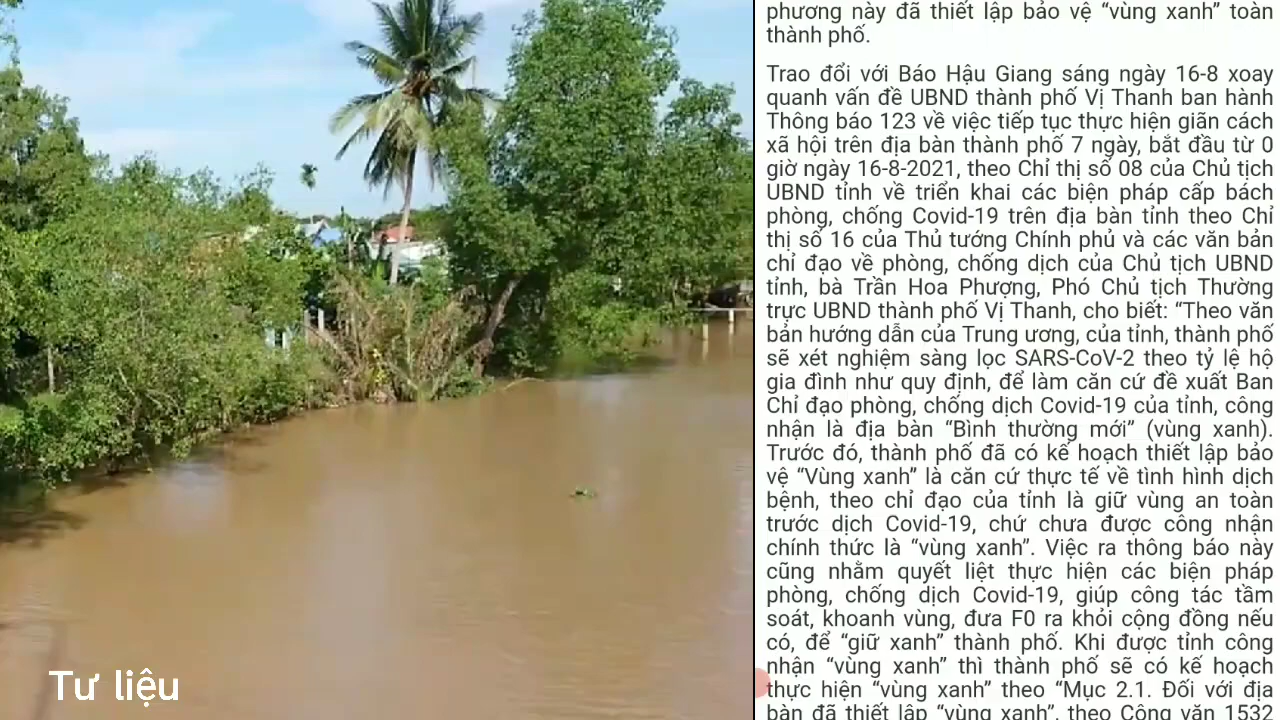 phương này đã thiết lập bảo vệ “vùng xanh” toàn
thành phố.
Trao đổi với Báo Hậu Giang sáng ngày 16-8 xoay
quanh vấn đề UBND thành phố Vị Thanh ban hành
Thông báo 123 về việc tiếp tục thực hiện giãn cách
xã hội trên địa bàn thành phố 7 ngày, bắt đầu từ 0
giờ ngày 16-8-2021, theo Chỉ thị số 08 của Chủ tịch
UBND tỉnh về triển khai các biện pháp cấp bách
phòng, chống Covid-19 trên địa bàn tỉnh theo Chỉ
thị số 16 của Thủ tướng Chính phủ và các văn bản
chỉ đạo về phòng, chống dịch của Chủ tịch UBND
tỉnh, bà Trần Hoa Phượng, Phó Chủ tịch Thường
trực UBND thành phố Vị Thanh, cho biết: “Theo văn
bản hướng dẫn của Trung ương, của tỉnh, thành phố
sẽ xét nghiệm sàng lọc SARS-CoV-2 theo tỷ lệ hộ
gia đình như quy định, để làm căn cứ đề xuất Ban
Chỉ đạo phòng, chống dịch Covid-19 của tỉnh, công
nhận là địa bàn “Bình thường mới” (vùng xanh).
Trước đó, thành phố đã có kế hoạch thiết lập bảo
vệ “Vùng xanh” là căn cứ thực tế về tình hình dịch
bệnh, theo chỉ đạo của tỉnh là giữ vùng an toàn
trước dịch Covid-19, chứ chưa được công nhận
chính thức là “vùng xanh”. Việc ra thông báo này
cũng nhằm quyết liệt thực hiện các biện pháp
phòng, chống dịch Covid-19, giúp công tác tầm
soát, khoanh vùng, đưa F0 ra khỏi cộng đồng nếu
có, để “giữ xanh” thành phố. Khi được tỉnh công
nhận “vùng xanh” thì thành phố sẽ có kế hoạch
thực hiện “vùng xanh” theo “Mục 2.1. Đối với địa
bàn đã thiết lập “vùng xanh”, theo Công văn 1532
Tư liệu